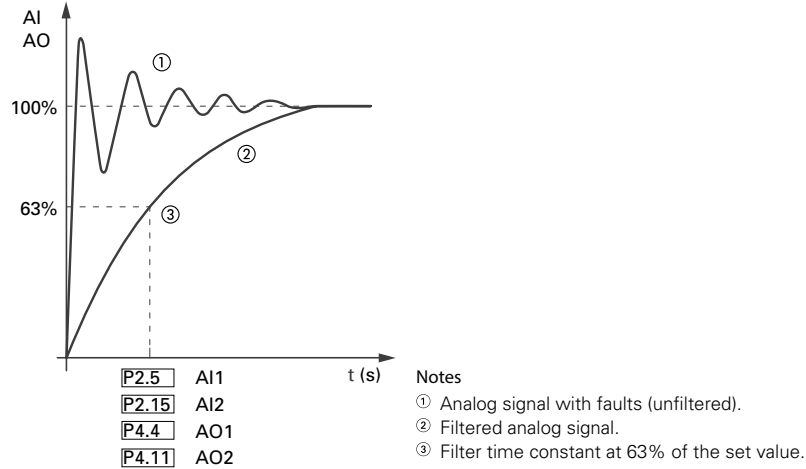 AI
AO
①
100%
②
63%
③
P2.5 AI1
t (s)
P2.15 AI2
P4.4 AO1
P4.11 AO2
Notes
① Analog signal with faults (unfiltered).
② Filtered analog signal.
③ Filter time constant at 63% of the set value.